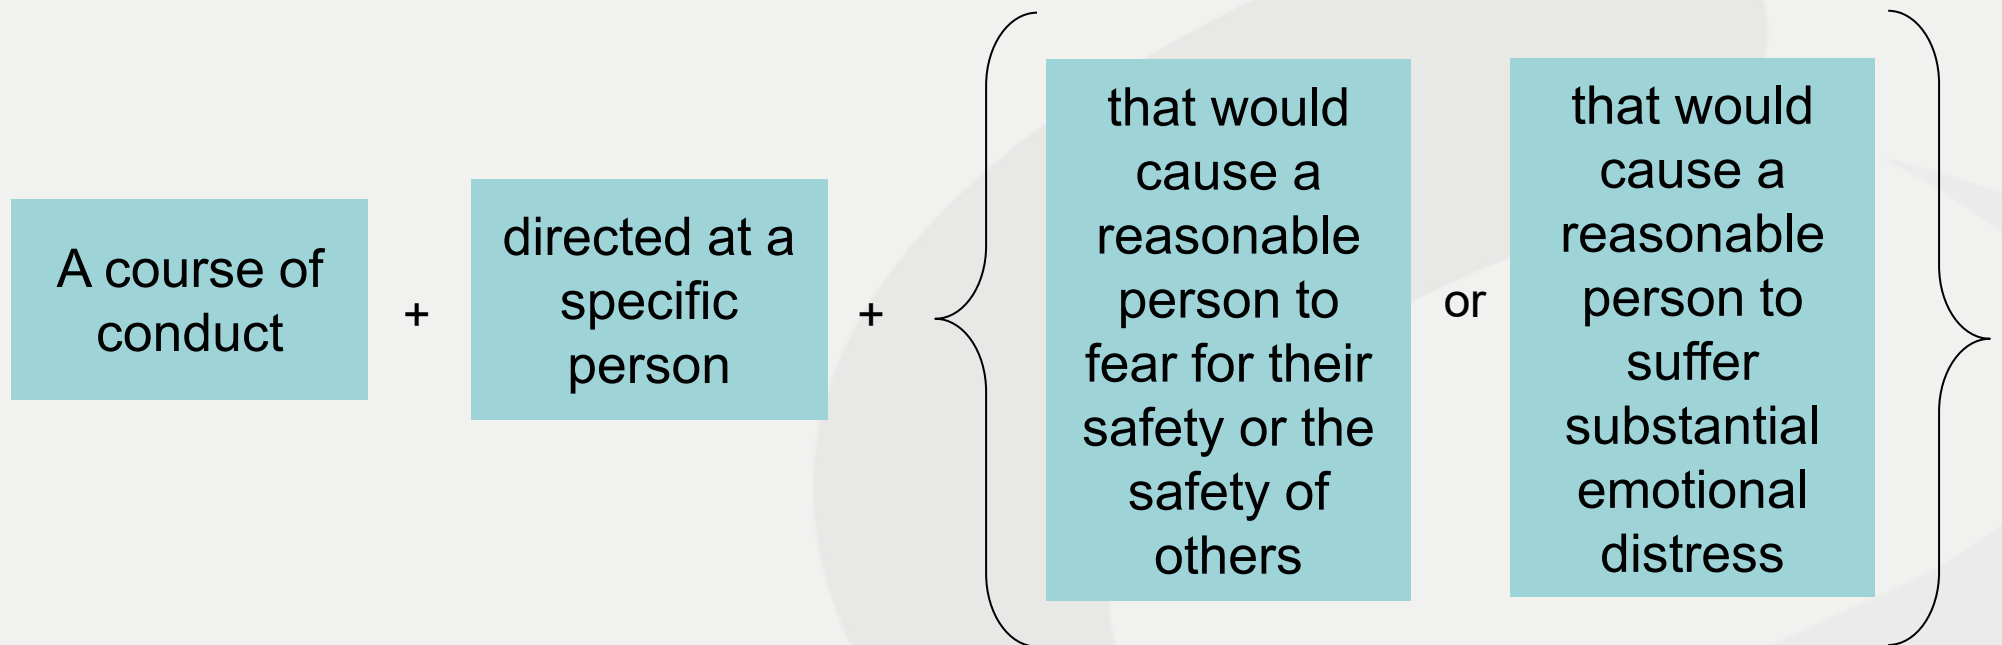 A course of
conduct
+
directed at a
specific
person
+
that would
cause a
reasonable
person to
fear for their
safety or the
safety of
others
or
that would
cause a
reasonable
person to
suffer
substantial
emotional
distress